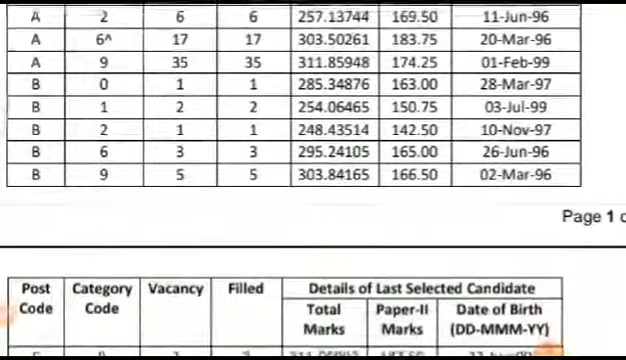 A 2 6 6 257.13744 169.50 11-Jun-96
A 6^ 17 17 303.50261 183.75 20-Mar-96
A 9 35 35 311.85948 174.25 01-Feb-99
B 0 1 1 285.34876 163.00 28-Mar-97
B 1 2 2 254.06465 150.75 03-Jul-99
B 2 1 1 248.43514 142.50 10-Nov-97
B 6 3 3 295.24105 165.00 26-Jun-96
B 9 5 5 303.84165 166.50 02-Mar-96
Page 1
Post Code Category Code Vacancy Filled Details of Last Selected Candidate
Total Marks Paper-II Marks Date of Birth (DD-MMM-YY)